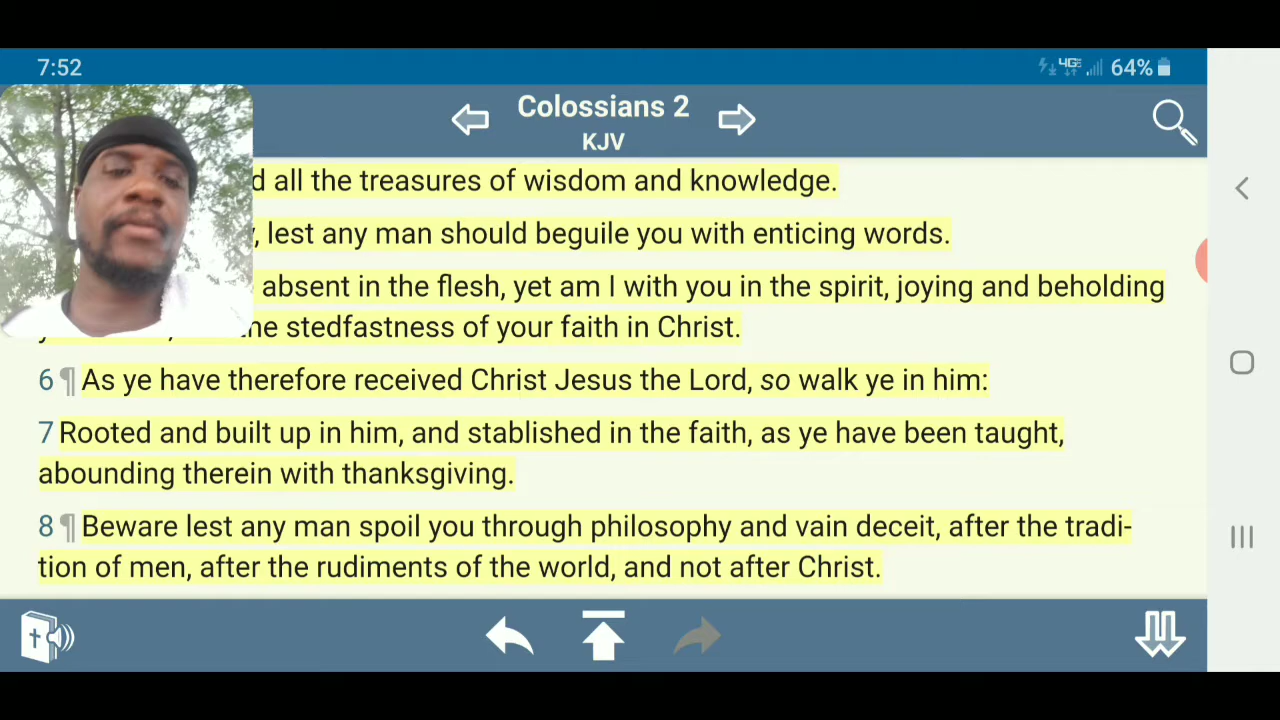 7:52
4G 64%
Colossians 2
KJV
d all the treasures of wisdom and knowledge.
, lest any man should beguile you with enticing words.
absent in the flesh, yet am I with you in the spirit, joying and beholding
the stedfastness of your faith in Christ.
6 ¶ As ye have therefore received Christ Jesus the Lord, so walk ye in him:
7 Rooted and built up in him, and stablished in the faith, as ye have been taught,
abounding therein with thanksgiving.
8 ¶ Beware lest any man spoil you through philosophy and vain deceit, after the tradi-
tion of men, after the rudiments of the world, and not after Christ.